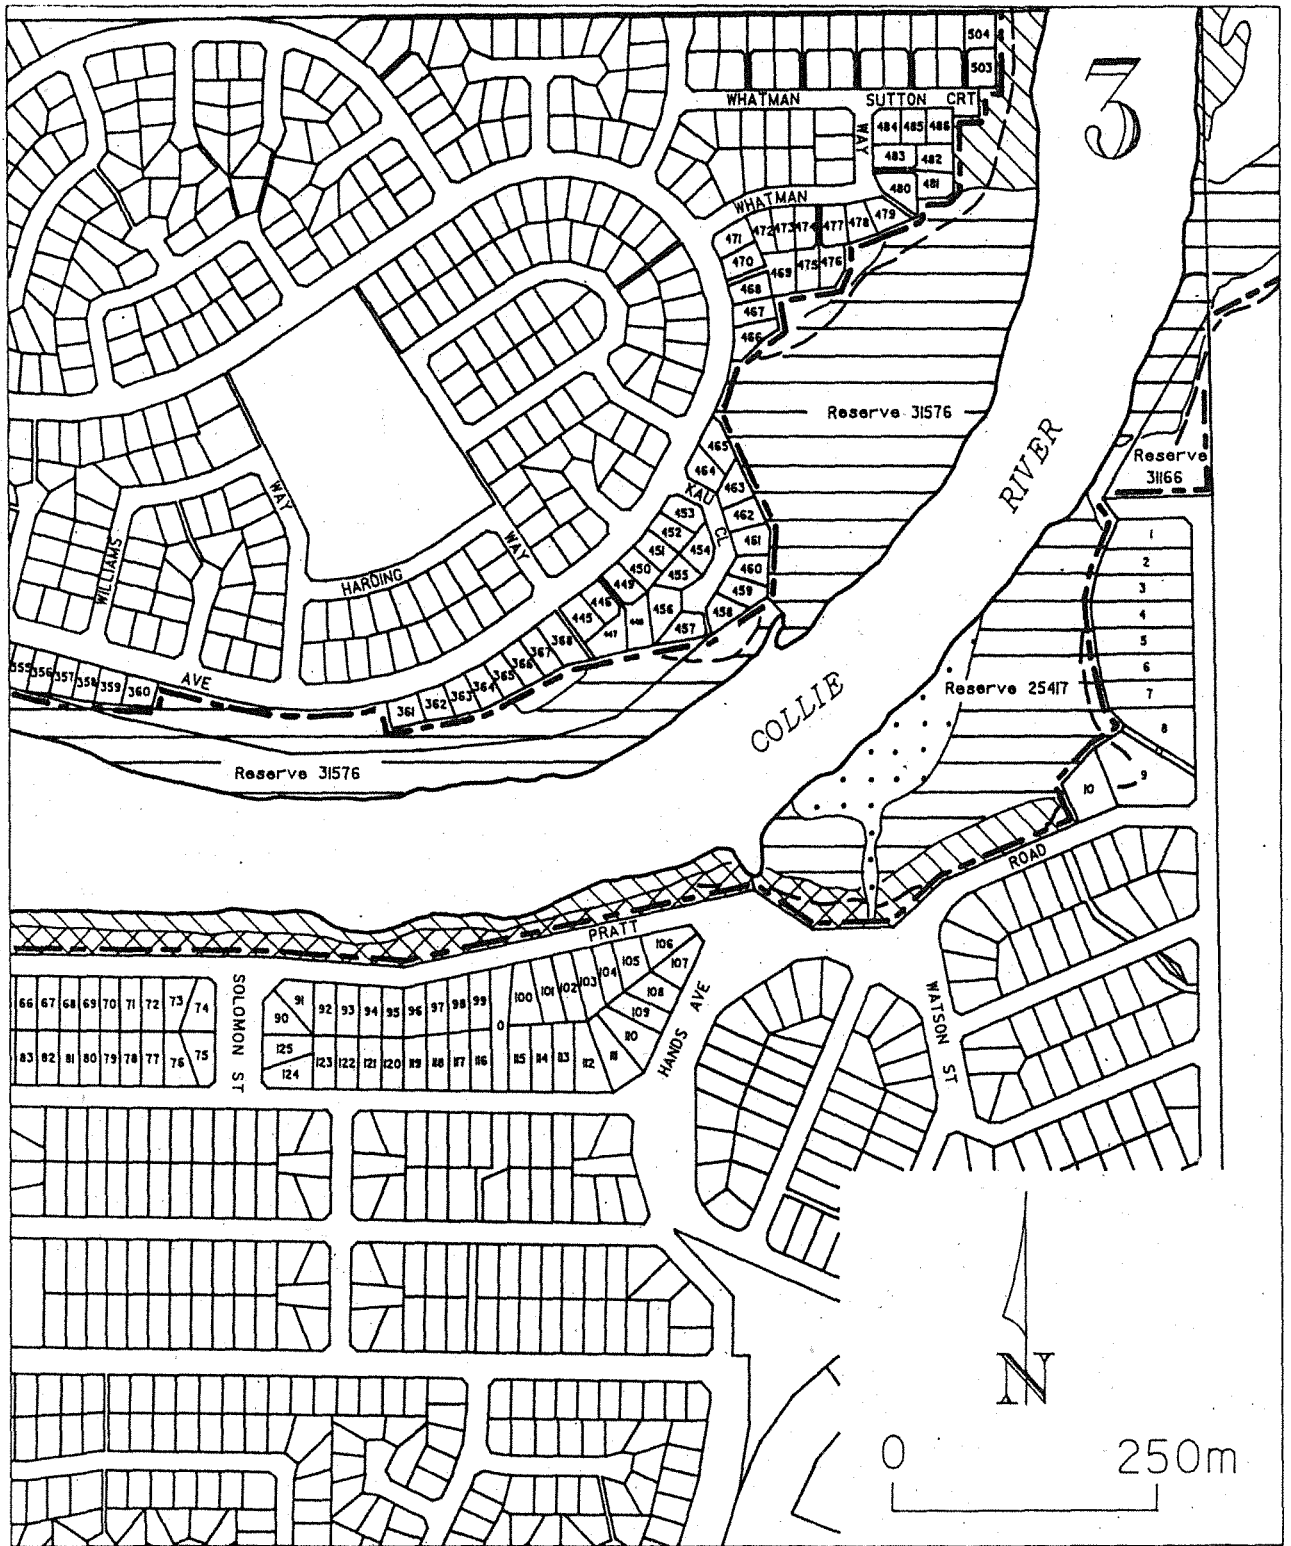 504
3
503
WHATMAN
SUTTON CRT
WAY
484 485 486
483 482
480 481
WHATMAN
471 472 473 474 477 478 479
470 469 475 476
468
467
466
Reserve 31576
RIVER
Reserve
31166
465
464 463
KAU
CL
453 462
452 461
451 454
450 460
449 455 459
446 456 458
445 457
447 448
WAY
WAY
WILLIAMS
HARDING
1
2
3
4
5
6
7
8
9
10
355 356 357 358 359 360
AVE
361 362 363 364 365 366 367 368
Reserve 25417
COLLIE
Reserve 31576
ROAD
PRATT
66 67 68 69 70 71 72 73 74
SOLOMON ST
91
90
92 93 94 95 96 97 98 99
0
100 101 102 103 104 105 106
107
108
109
110
111
HANDS AVE
WATSON ST
83 82 81 80 79 78 77 76 75
125
124
123 122 121 120 119 118 117 116
115 114 113 112
N
0 250m